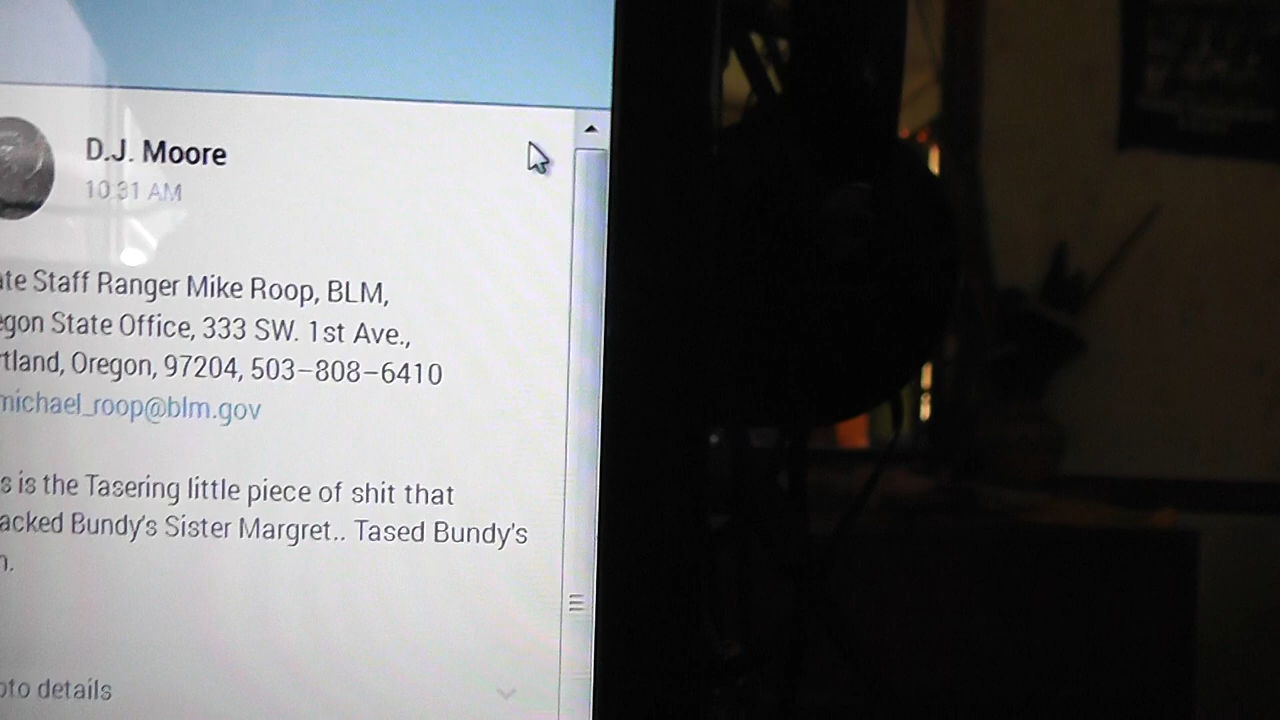 D.J. Moore
10:31 AM
ate Staff Ranger Mike Roop, BLM,
egon State Office, 333 SW. 1st Ave.,
rtland, Oregon, 97204, 503-808-6410
michael_roop@blm.gov
s is the Tasering little piece of shit that
acked Bundy's Sister Margret.. Tased Bundy's
n.
oto details